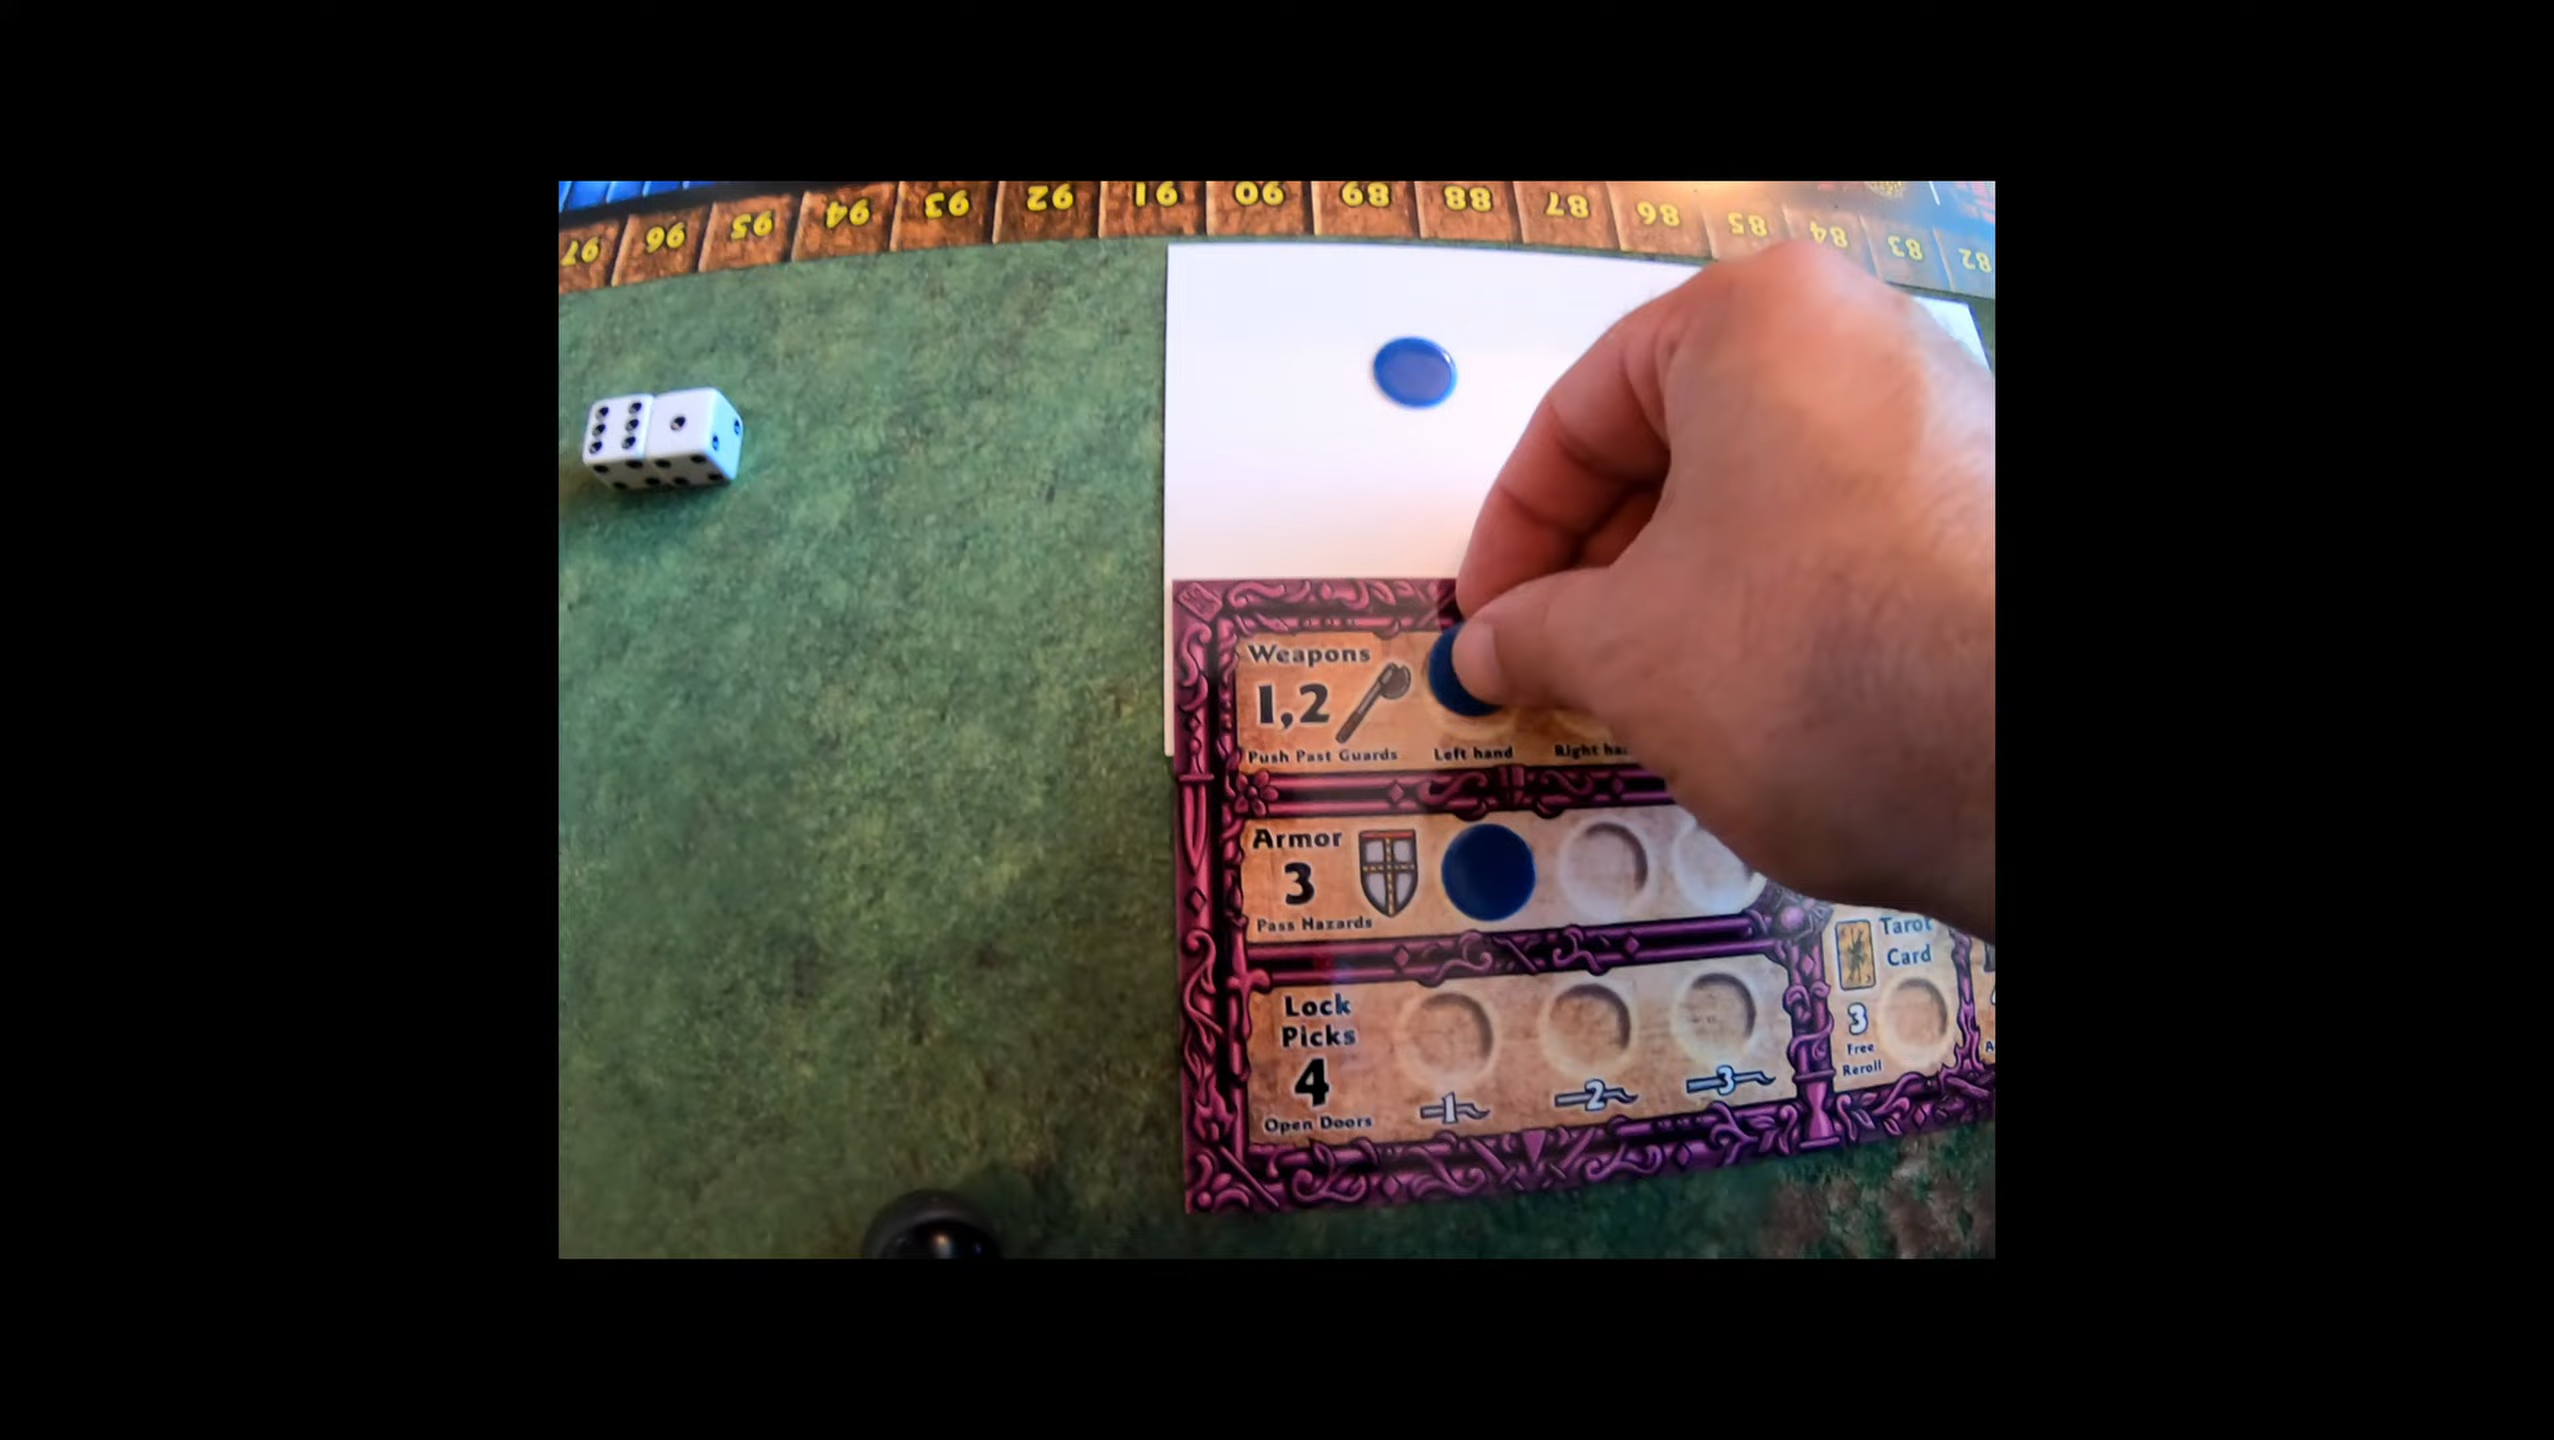 97 96 95 94 93 92 91 90 89 88 87 86 85 84 83 82
Weapons
1,2
Push Past Guards
Left hand
Right
Armor
3
Pass Hazards
Lock
Picks
4
Open Doors
1
2
3
Tarot
Card
3
Free
Reroll